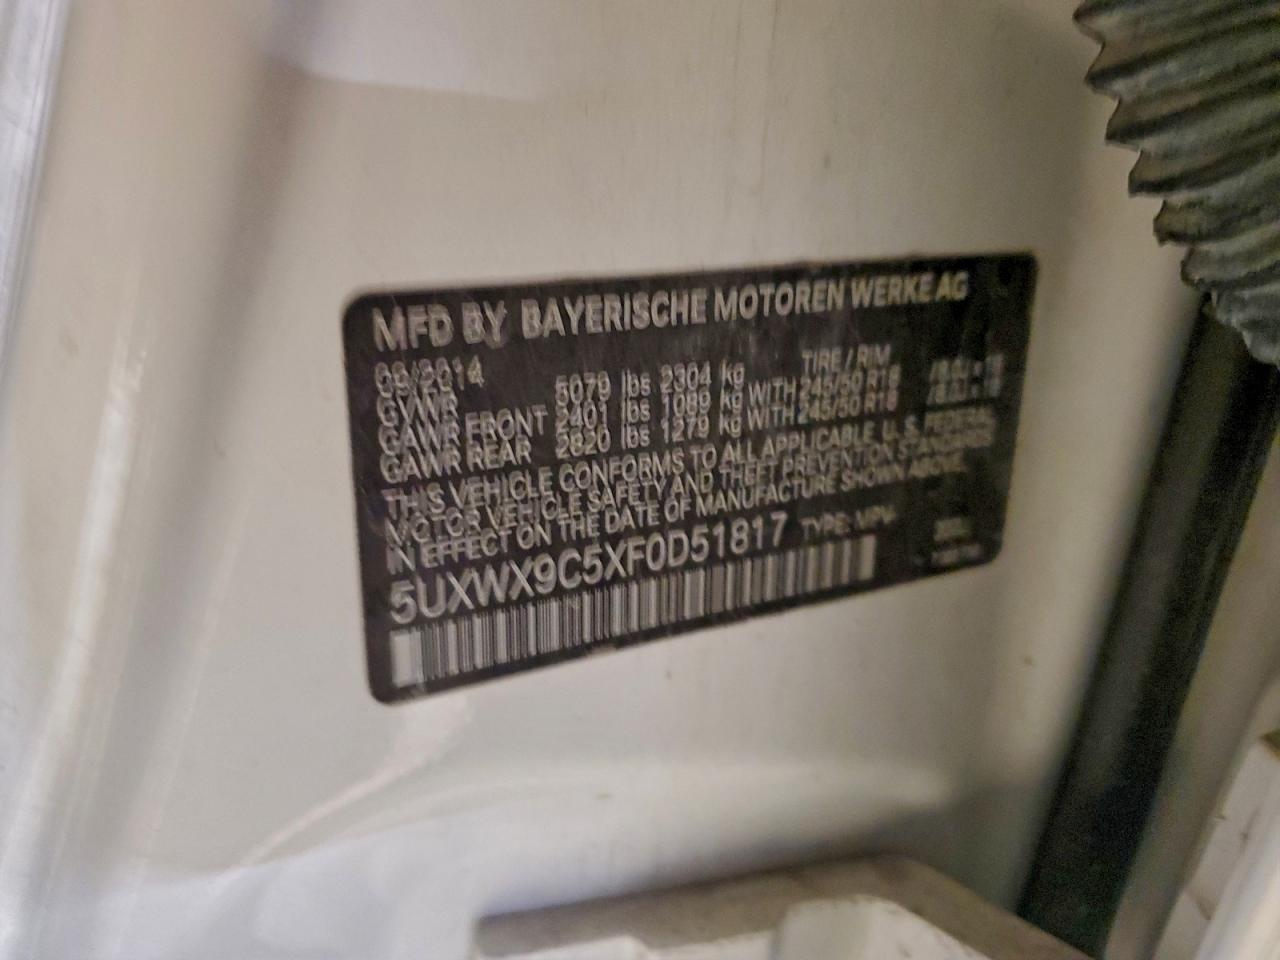 MFD BY BAYERISCHE MOTOREN WERKE AG
09/2014 TIRE / RIM
GVWR 5079 lbs 2304 kg
GAWR FRONT 2401 lbs 1089 kg WITH 245/50 R18
GAWR REAR 2820 lbs 1279 kg WITH 245/50 R18
THIS VEHICLE CONFORMS TO ALL APPLICABLE U.S. FEDERAL
MOTOR VEHICLE SAFETY AND THEFT PREVENTION STANDARDS
IN EFFECT ON THE DATE OF MANUFACTURE SHOWN ABOVE.
5UXWX9C5XF0D51817 TYPE: MPV